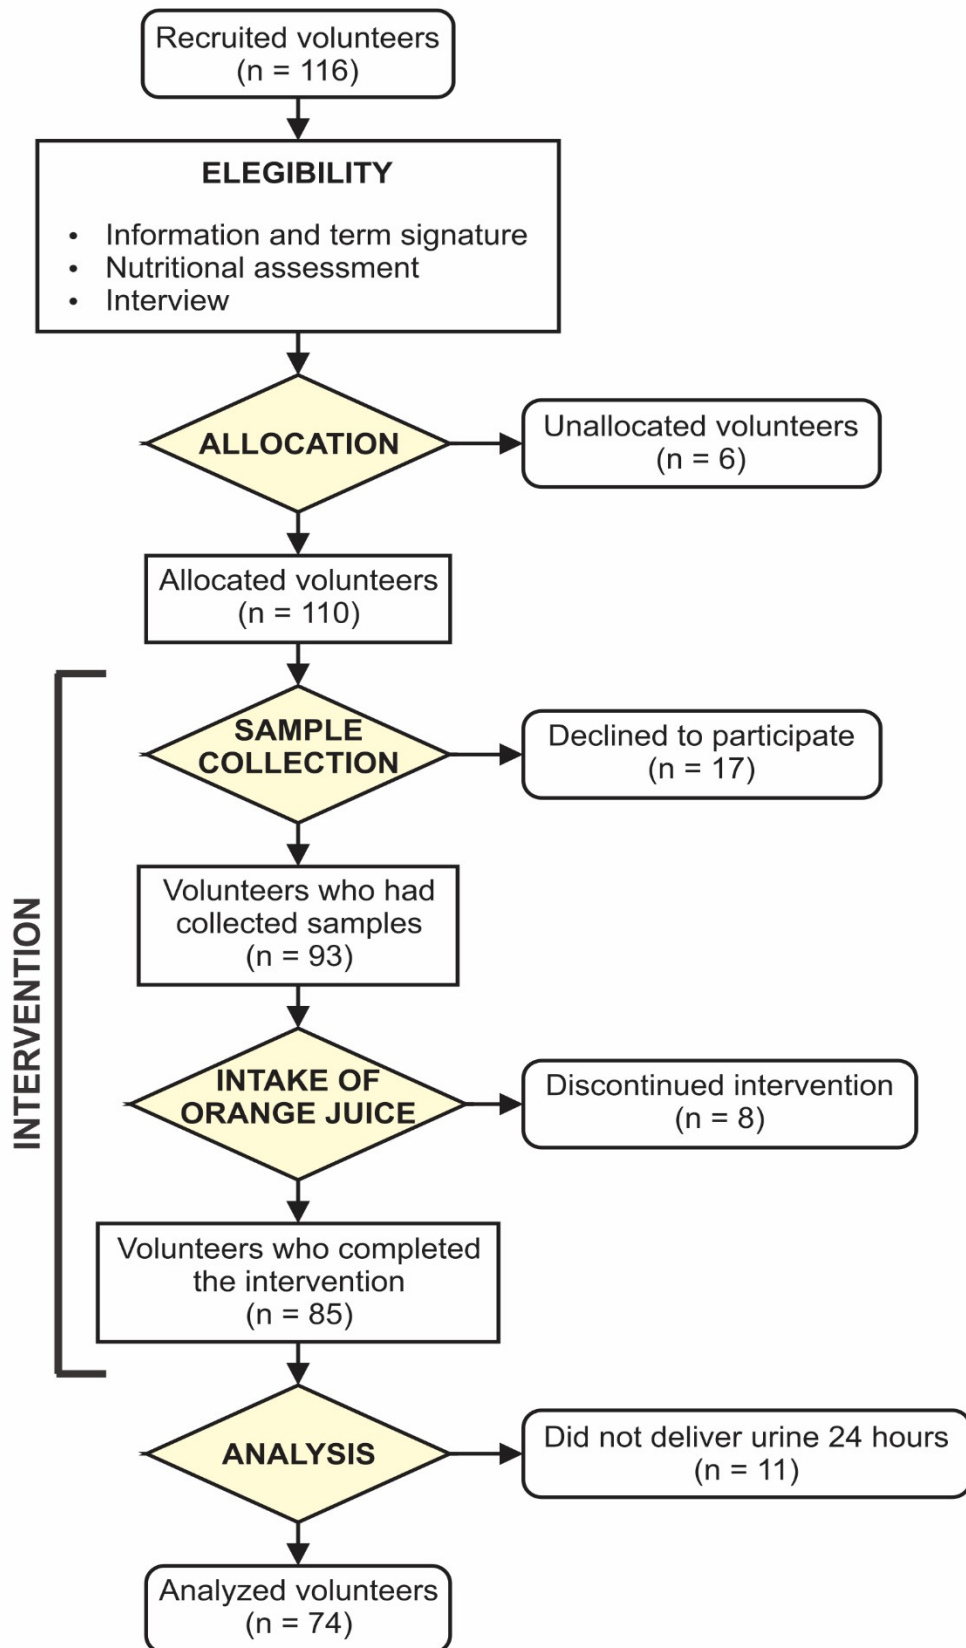 Recruited volunteers
(n = 116)
ELEGIBILITY
• Information and term signature
• Nutritional assessment
• Interview
ALLOCATION
Unallocated volunteers
(n = 6)
Allocated volunteers
(n = 110)
INTERVENTION
SAMPLE
COLLECTION
Declined to participate
(n = 17)
Volunteers who had
collected samples
(n = 93)
INTAKE OF
ORANGE JUICE
Discontinued intervention
(n = 8)
Volunteers who completed
the intervention
(n = 85)
ANALYSIS
Did not deliver urine 24 hours
(n = 11)
Analyzed volunteers
(n = 74)